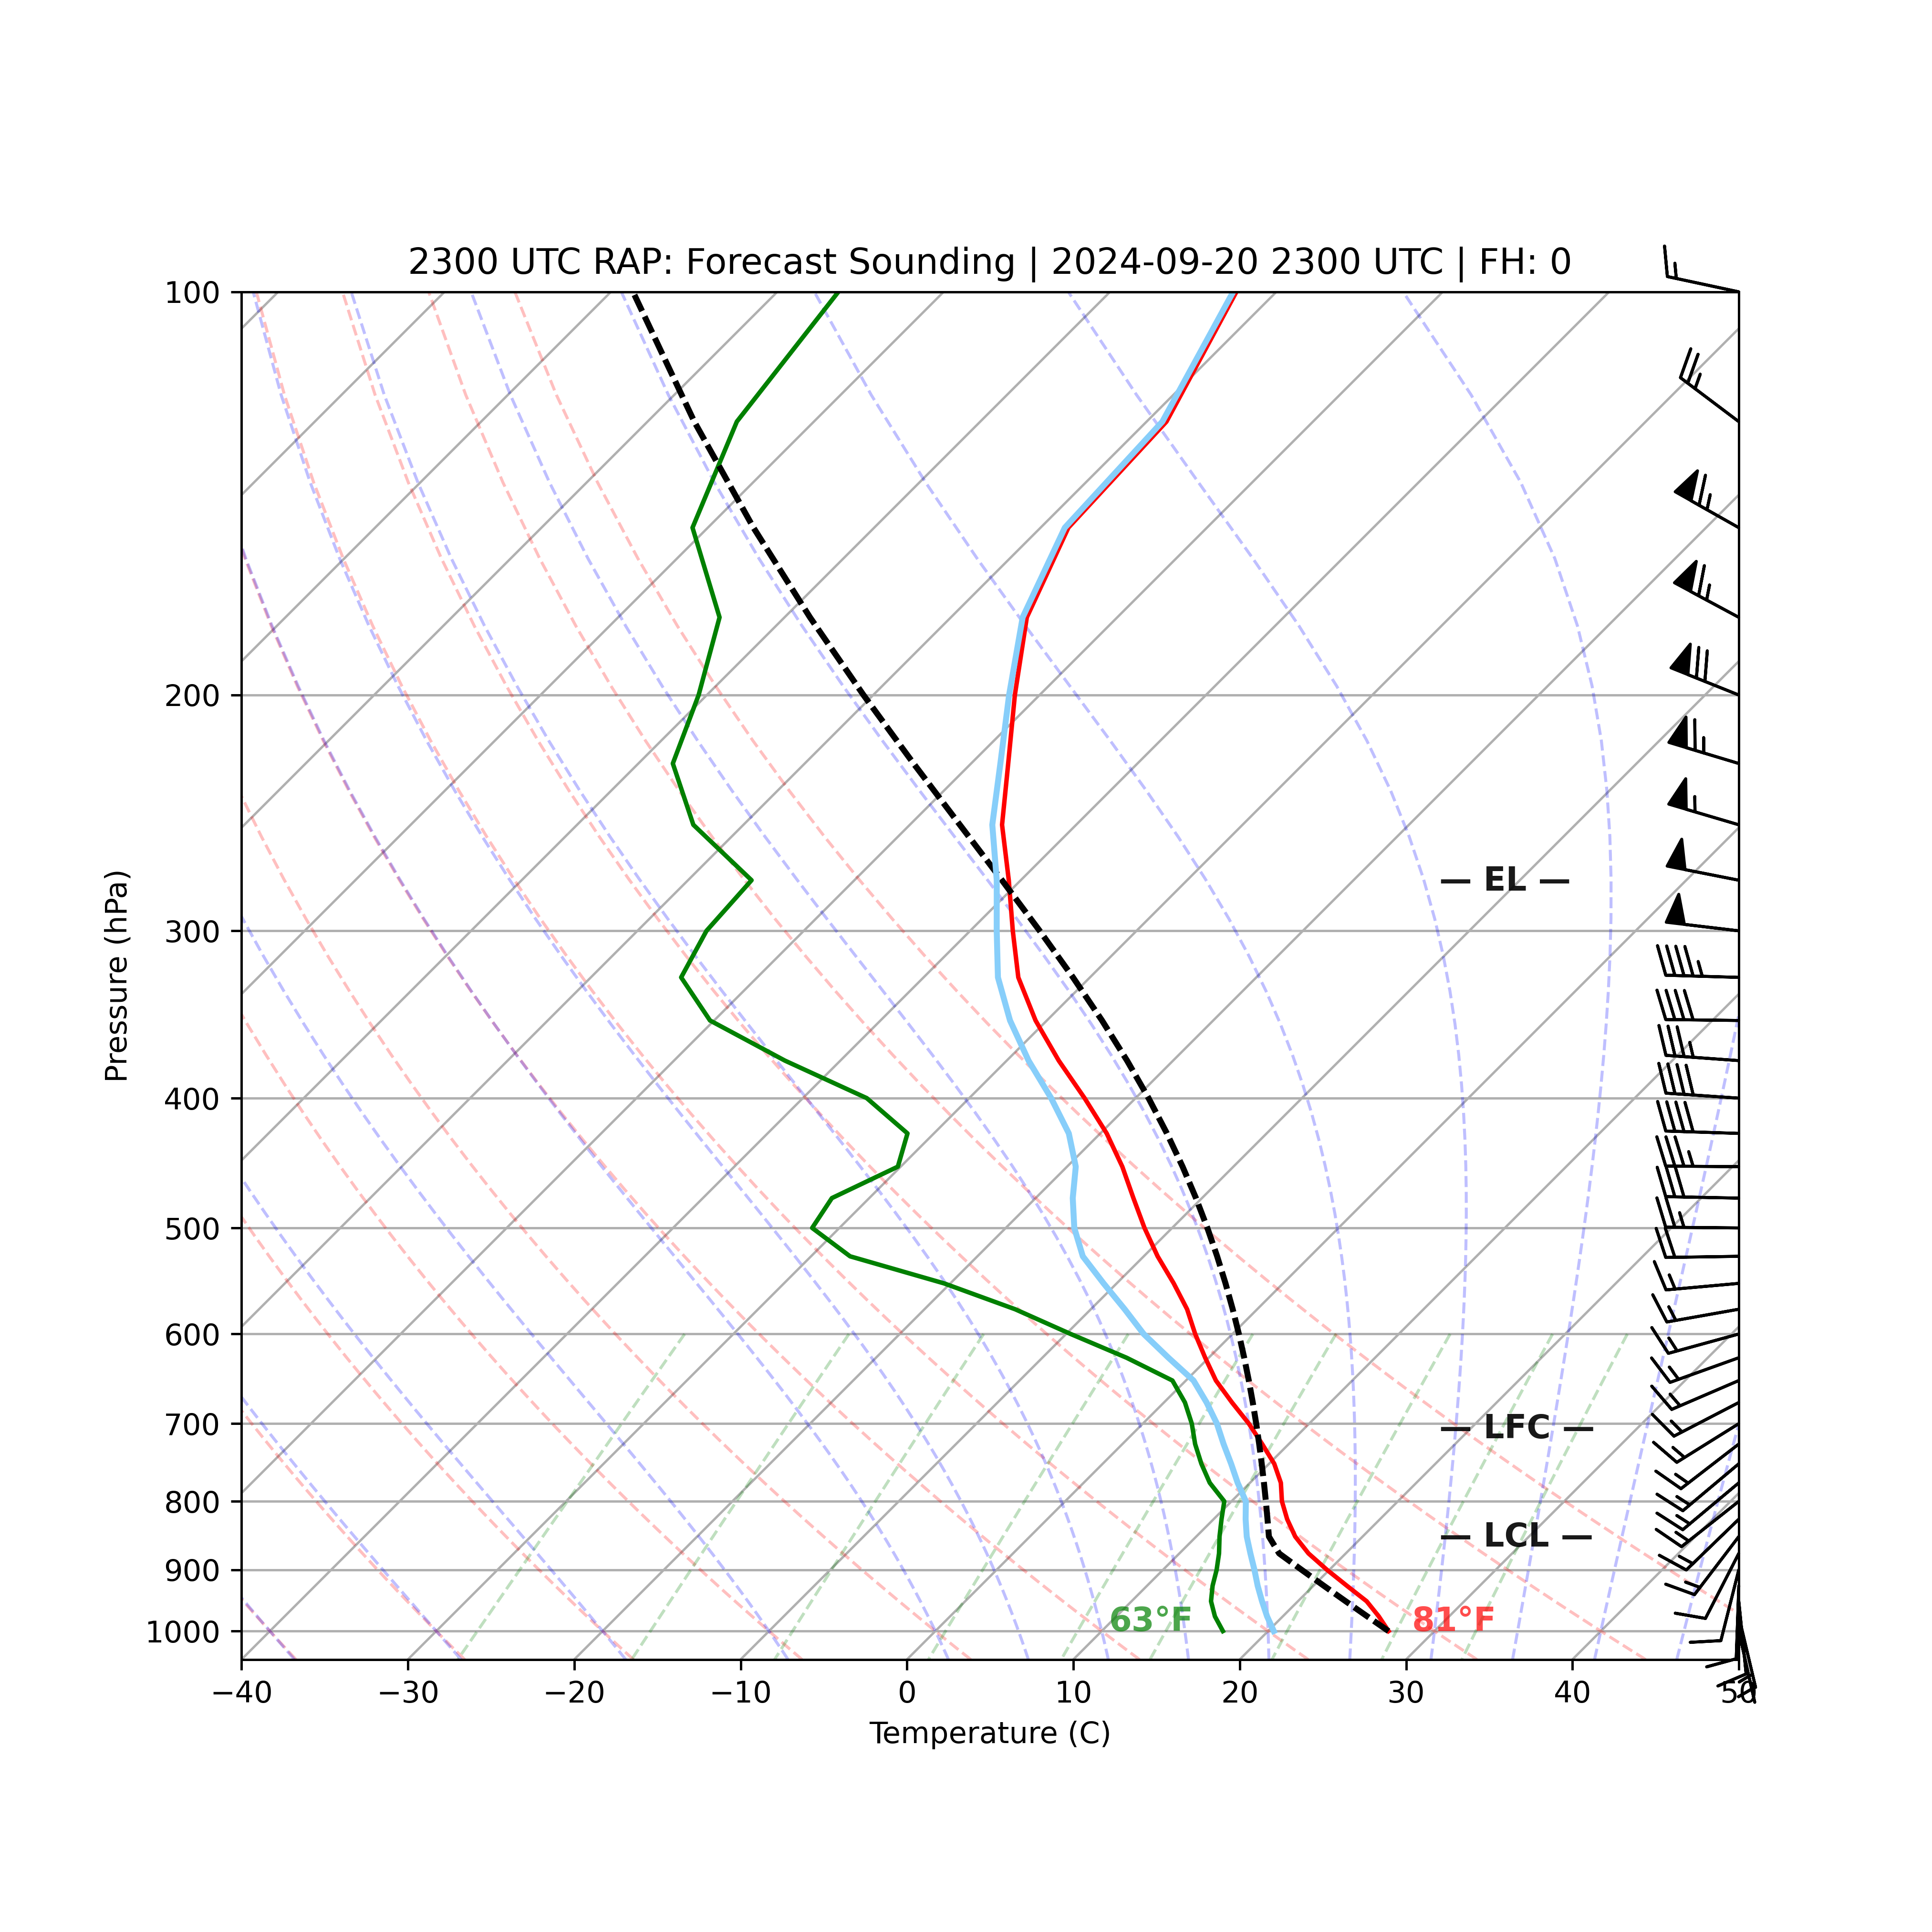 2300 UTC RAP: Forecast Sounding | 2024-09-20 2300 UTC | FH: 0
100
200
300
400
500
600
700
800
900
1000
Pressure (hPa)
— EL —
— LFC —
— LCL —
63°F
81°F
−40 −30 −20 −10 0 10 20 30 40 50
Temperature (C)